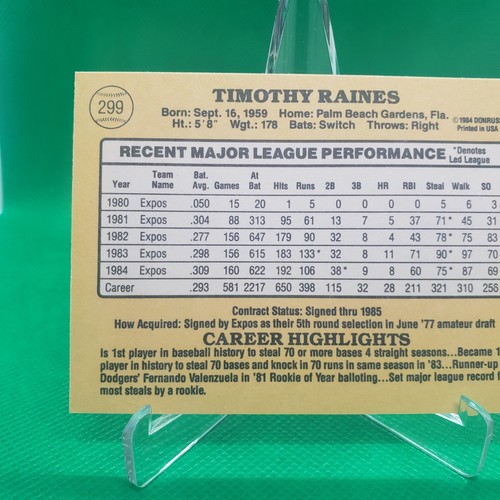 299
TIMOTHY RAINES
Born: Sept. 16, 1959 Home: Palm Beach Gardens, Fla.
Ht.: 5'8" Wgt.: 178 Bats: Switch Throws: Right
© 1984 DONRUSS
Printed in USA
RECENT MAJOR LEAGUE PERFORMANCE *Denotes Led League
Year Team Name Bat. Avg. Games At Bat Hits Runs 2B 3B HR RBI Steal Walk SO
1980 Expos .050 15 20 1 5 0 0 0 0 5 6 3
1981 Expos .304 88 313 95 61 13 7 5 37 71* 45 31
1982 Expos .277 156 647 179 90 32 8 4 43 78* 75 83
1983 Expos .298 156 615 183 133* 32 8 11 71 90* 97 70
1984 Expos .309 160 622 192 106 38* 9 8 60 75* 87 69
Career .293 581 2217 650 398 115 32 28 211 321 310 256
Contract Status: Signed thru 1985
How Acquired: Signed by Expos as their 5th round selection in June '77 amateur draft
CAREER HIGHLIGHTS
Is 1st player in baseball history to steal 70 or more bases 4 straight seasons...Became 1
player in history to steal 70 bases and knock in 70 runs in same season in '83...Runner-up
Dodgers' Fernando Valenzuela in '81 Rookie of Year balloting...Set major league record f
most steals by a rookie.